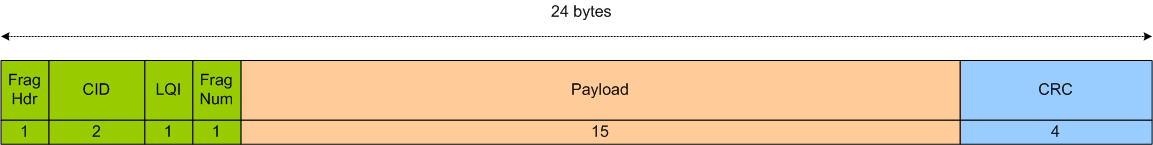 24 bytes
Frag
Hdr
CID
LQI
Frag
Num
Payload
CRC
1
2
1
1
15
4